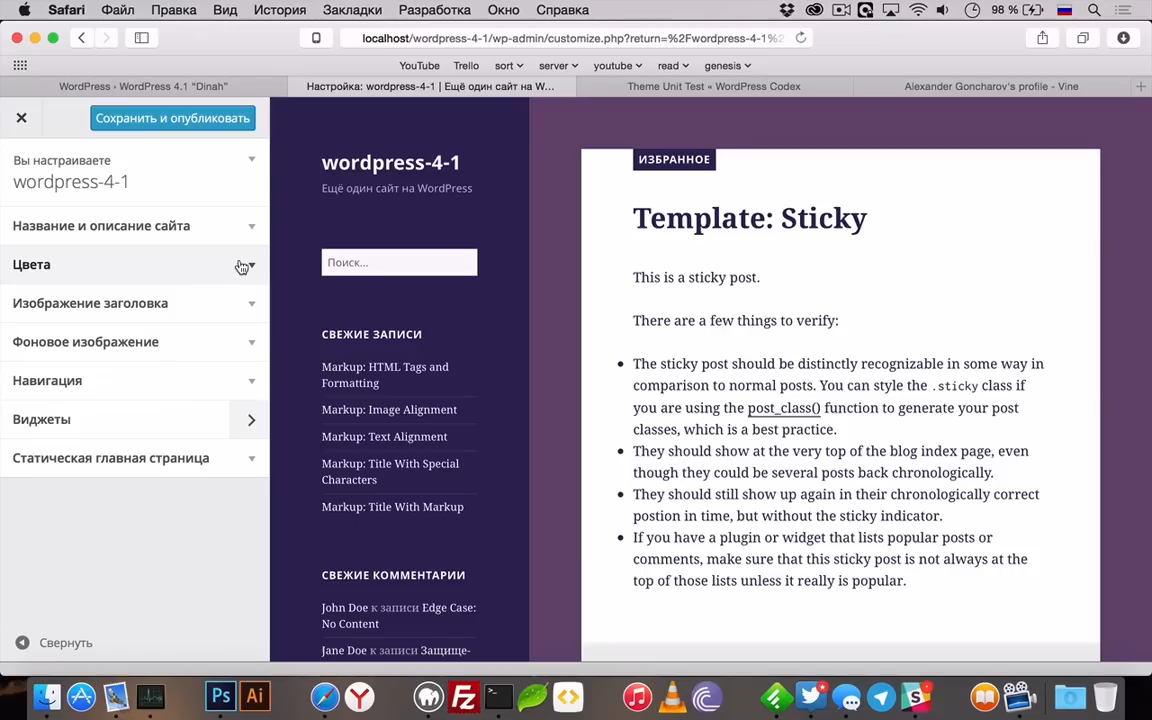 Safari Файл Правка Вид История Закладки Разработка Окно Справка 98 %
localhost/wordpress-4-1/wp-admin/customize.php?return=%2Fwordpress-4-1%2
YouTube Trello sort server youtube read genesis
WordPress › WordPress 4.1 "Dinah" Настройка: wordpress-4-1 | Ещё один сайт на W... Theme Unit Test « WordPress Codex Alexander Goncharov's profile - Vine
Сохранить и опубликовать
Вы настраиваете
wordpress-4-1
Название и описание сайта
Цвета
Изображение заголовка
Фоновое изображение
Навигация
Виджеты
Статическая главная страница
Свернуть
wordpress-4-1
Ещё один сайт на WordPress
Поиск...
СВЕЖИЕ ЗАПИСИ
Markup: HTML Tags and
Formatting
Markup: Image Alignment
Markup: Text Alignment
Markup: Title With Special
Characters
Markup: Title With Markup
СВЕЖИЕ КОММЕНТАРИИ
John Doe к записи Edge Case:
No Content
Jane Doe к записи Защище-
ИЗБРАННОЕ
Template: Sticky
This is a sticky post.
There are a few things to verify:
The sticky post should be distinctly recognizable in some way in
comparison to normal posts. You can style the .sticky class if
you are using the post_class() function to generate your post
classes, which is a best practice.
They should show at the very top of the blog index page, even
though they could be several posts back chronologically.
They should still show up again in their chronologically correct
postion in time, but without the sticky indicator.
If you have a plugin or widget that lists popular posts or
comments, make sure that this sticky post is not always at the
top of those lists unless it really is popular.
Ps Ai